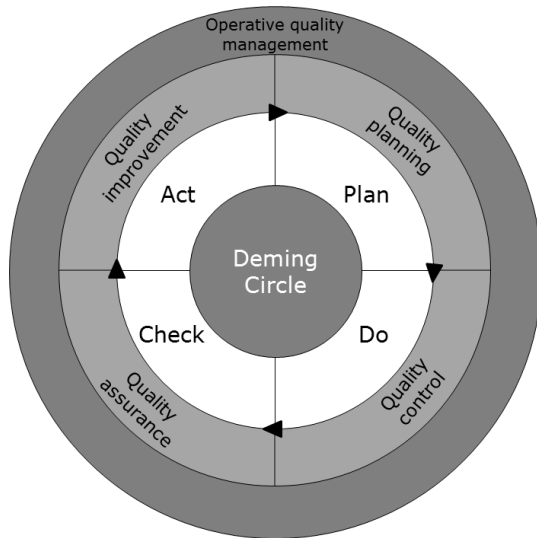 Operative quality
management
Quality
improvement
Quality
planning
Act
Plan
Deming
Circle
Check
Do
Quality
assurance
Quality
control